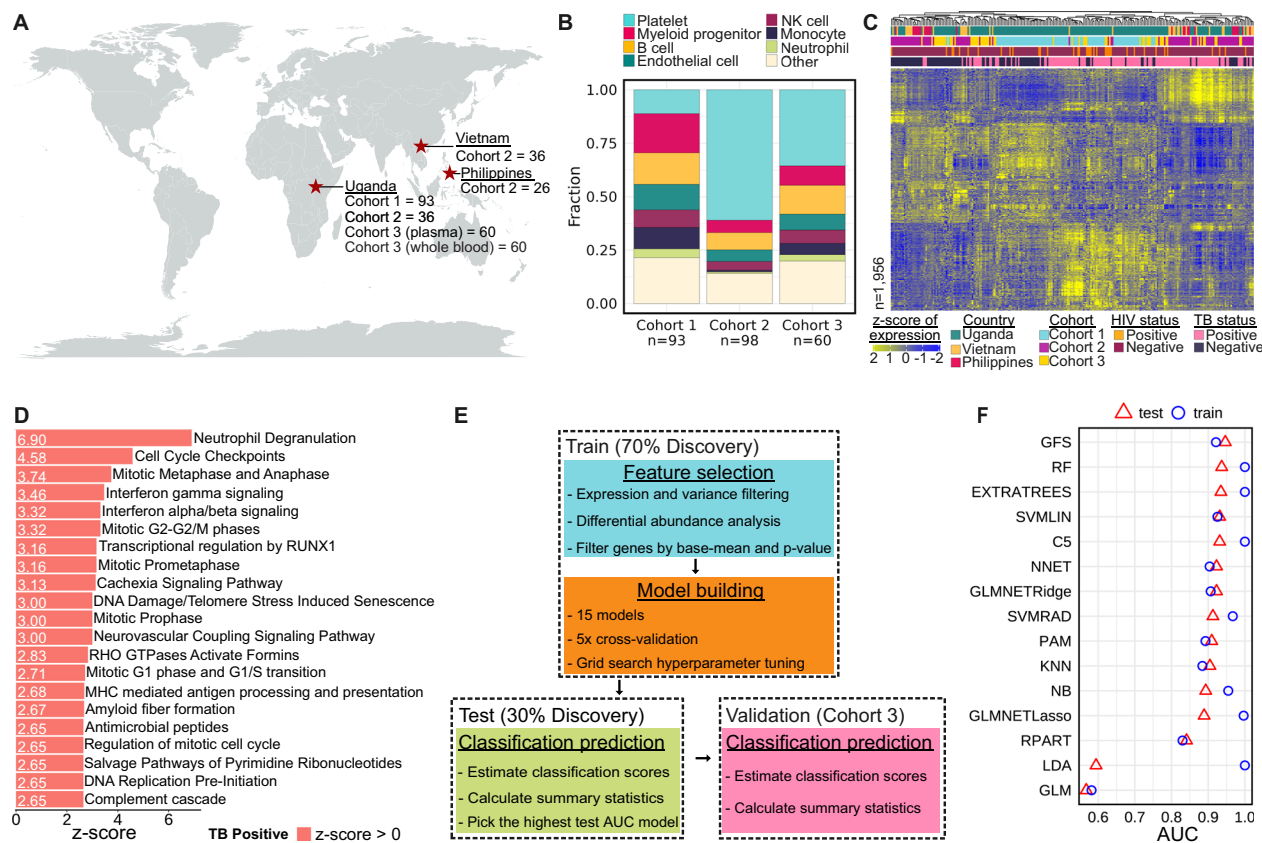 A
Vietnam
Cohort 2 = 36
Philippines
Cohort 2 = 26
Uganda
Cohort 1 = 93
Cohort 2 = 36
Cohort 3 (plasma) = 60
Cohort 3 (whole blood) = 60
B
Platelet
Myeloid progenitor
B cell
Endothelial cell
NK cell
Monocyte
Neutrophil
Other
Fraction
1.00
0.75
0.50
0.25
0.00
Cohort 1
n=93
Cohort 2
n=98
Cohort 3
n=60
C
n=1,956
z-score of
expression
2 1 0 -1 -2
Country
Uganda
Vietnam
Philippines
Cohort
Cohort 1
Cohort 2
Cohort 3
HIV status
Positive
Negative
TB status
Positive
Negative
D
6.90 Neutrophil Degranulation
4.58 Cell Cycle Checkpoints
3.74 Mitotic Metaphase and Anaphase
3.46 Interferon gamma signaling
3.32 Interferon alpha/beta signaling
3.32 Mitotic G2-G2/M phases
3.16 Transcriptional regulation by RUNX1
3.16 Mitotic Prometaphase
3.13 Cachexia Signaling Pathway
3.00 DNA Damage/Telomere Stress Induced Senescence
3.00 Mitotic Prophase
3.00 Neurovascular Coupling Signaling Pathway
2.83 RHO GTPases Activate Formins
2.71 Mitotic G1 phase and G1/S transition
2.68 MHC mediated antigen processing and presentation
2.67 Amyloid fiber formation
2.65 Antimicrobial peptides
2.65 Regulation of mitotic cell cycle
2.65 Salvage Pathways of Pyrimidine Ribonucleotides
2.65 DNA Replication Pre-Initiation
2.65 Complement cascade
0 2 4 6
z-score
TB Positive z-score > 0
E
Train (70% Discovery)
Feature selection
- Expression and variance filtering
- Differential abundance analysis
- Filter genes by base-mean and p-value
Model building
- 15 models
- 5x cross-validation
- Grid search hyperparameter tuning
Test (30% Discovery)
Classification prediction
- Estimate classification scores
- Calculate summary statistics
- Pick the highest test AUC model
Validation (Cohort 3)
Classification prediction
- Estimate classification scores
- Calculate summary statistics
F
test train
GFS
RF
EXTRATREES
SVMLIN
C5
NNET
GLMNETRidge
SVMRAD
PAM
KNN
NB
GLMNETLasso
RPART
LDA
GLM
0.6 0.7 0.8 0.9 1.0
AUC